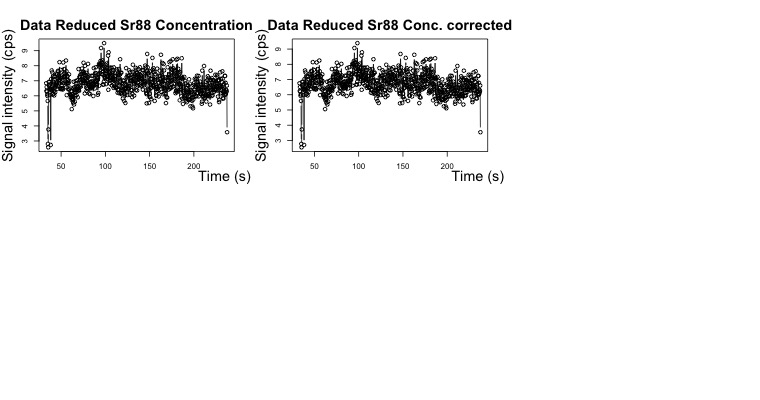 Data Reduced Sr88 Concentration
Signal intensity (cps)
3 4 5 6 7 8 9
50 100 150 200
Time (s)
Data Reduced Sr88 Conc. corrected
Signal intensity (cps)
3 4 5 6 7 8 9
50 100 150 200
Time (s)